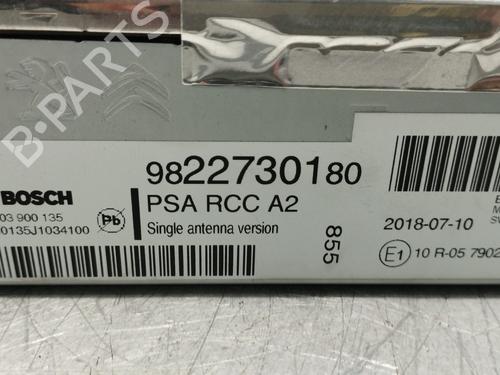 B-PARTS
9822730180
BOSCH
PSA RCC A2
03 900 135
Pb
0135J1034100
Single antenna version
855
2018-07-10
E1
10 R-05 7902